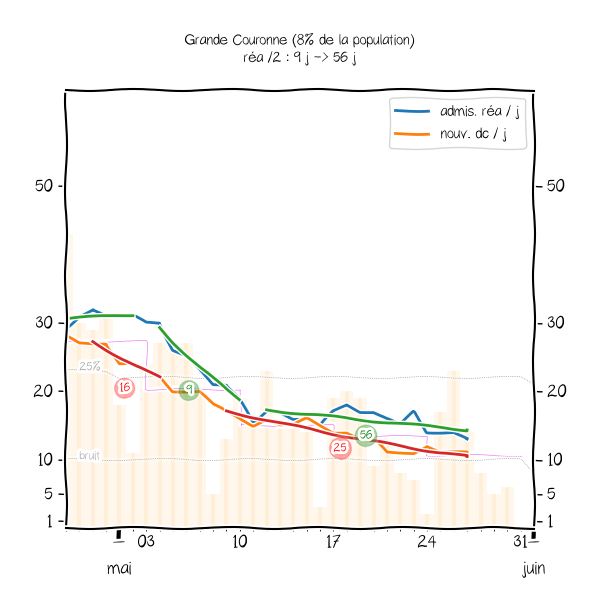 Grande Couronne (8% de la population)
réa /2 : 9 j -> 56 j
admis. réa / j
nouv. dc / j
50 50
30 30
25%
16 9
20 20
56
25
bruit
10 10
5 5
1 1
03 10 17 24 31
mai juin